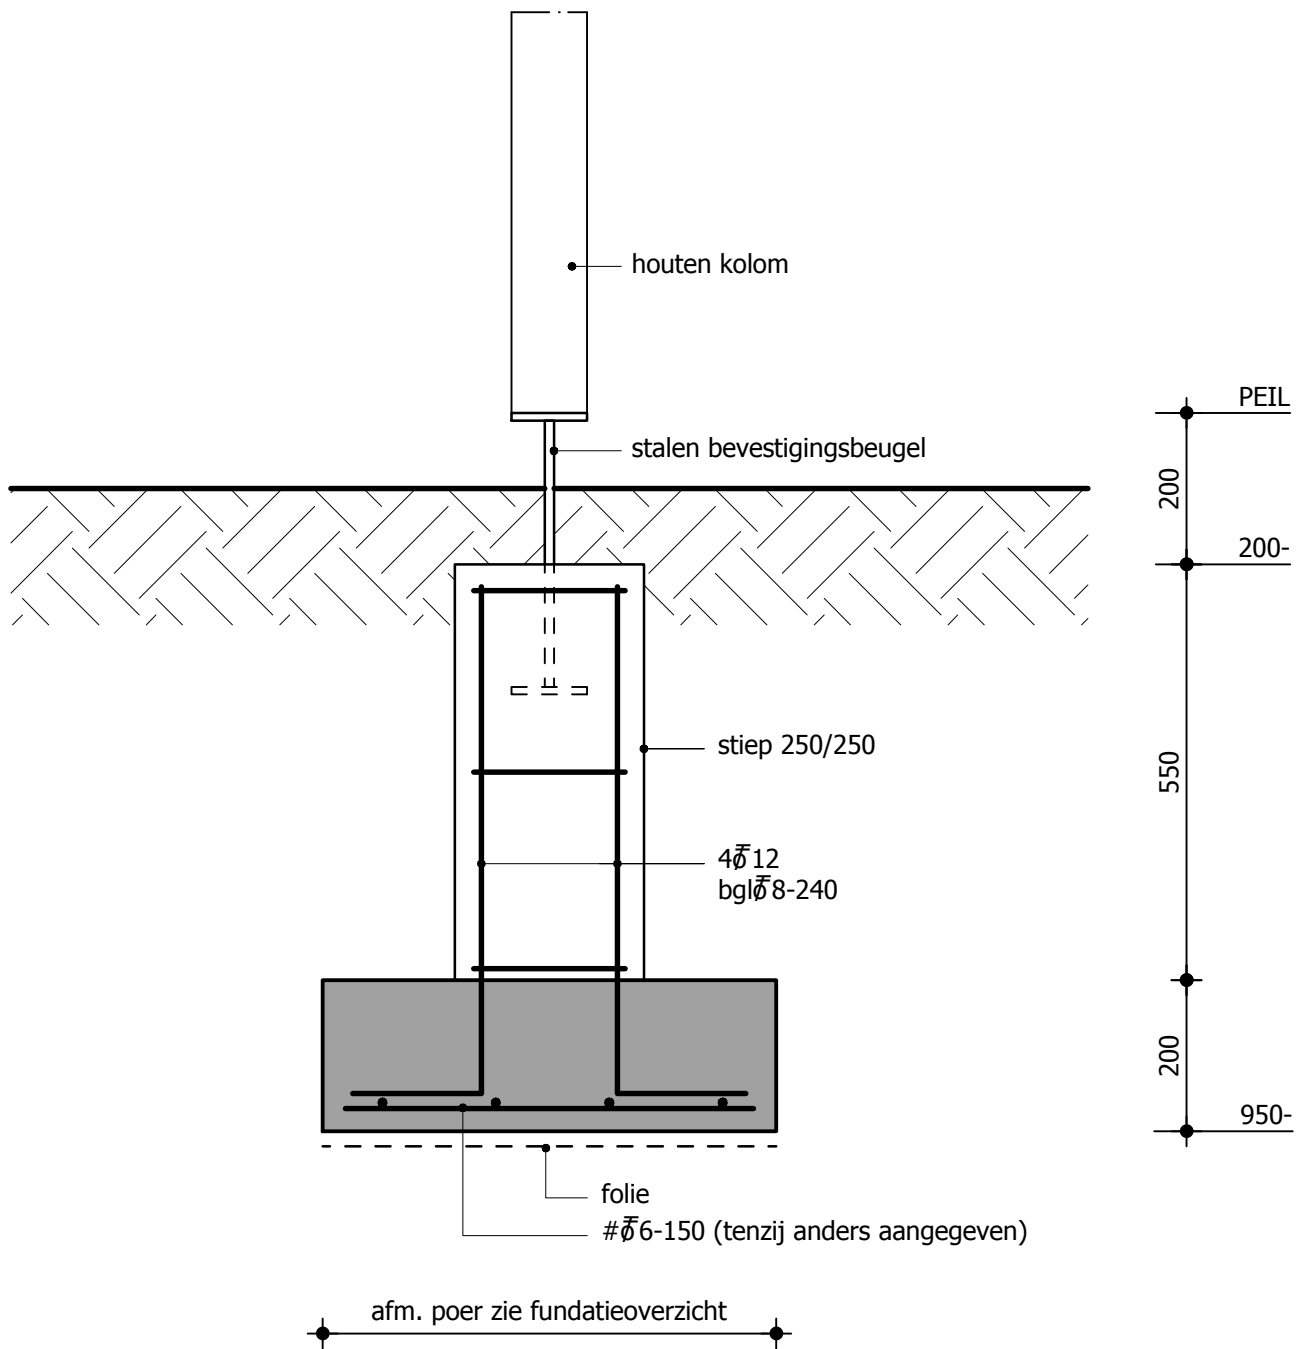 houten kolom
PEIL
stalen bevestigingsbeugel
200
200-
stiep 250/250
550
4ø12
bglø8-240
200
950-
folie
#ø6-150 (tenzij anders aangegeven)
afm. poer zie fundatieoverzicht